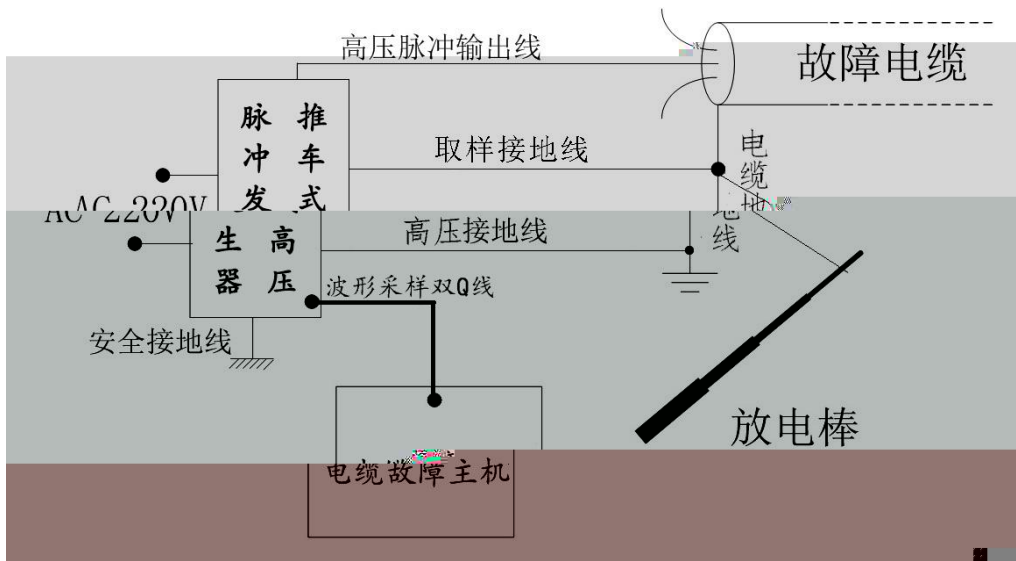 高压脉冲输出线
故障电缆
推车式高压
脉冲发生器
取样接地线
电缆地线
AC220V
高压接地线
波形采样双Q线
安全接地线
放电棒
电缆故障主机